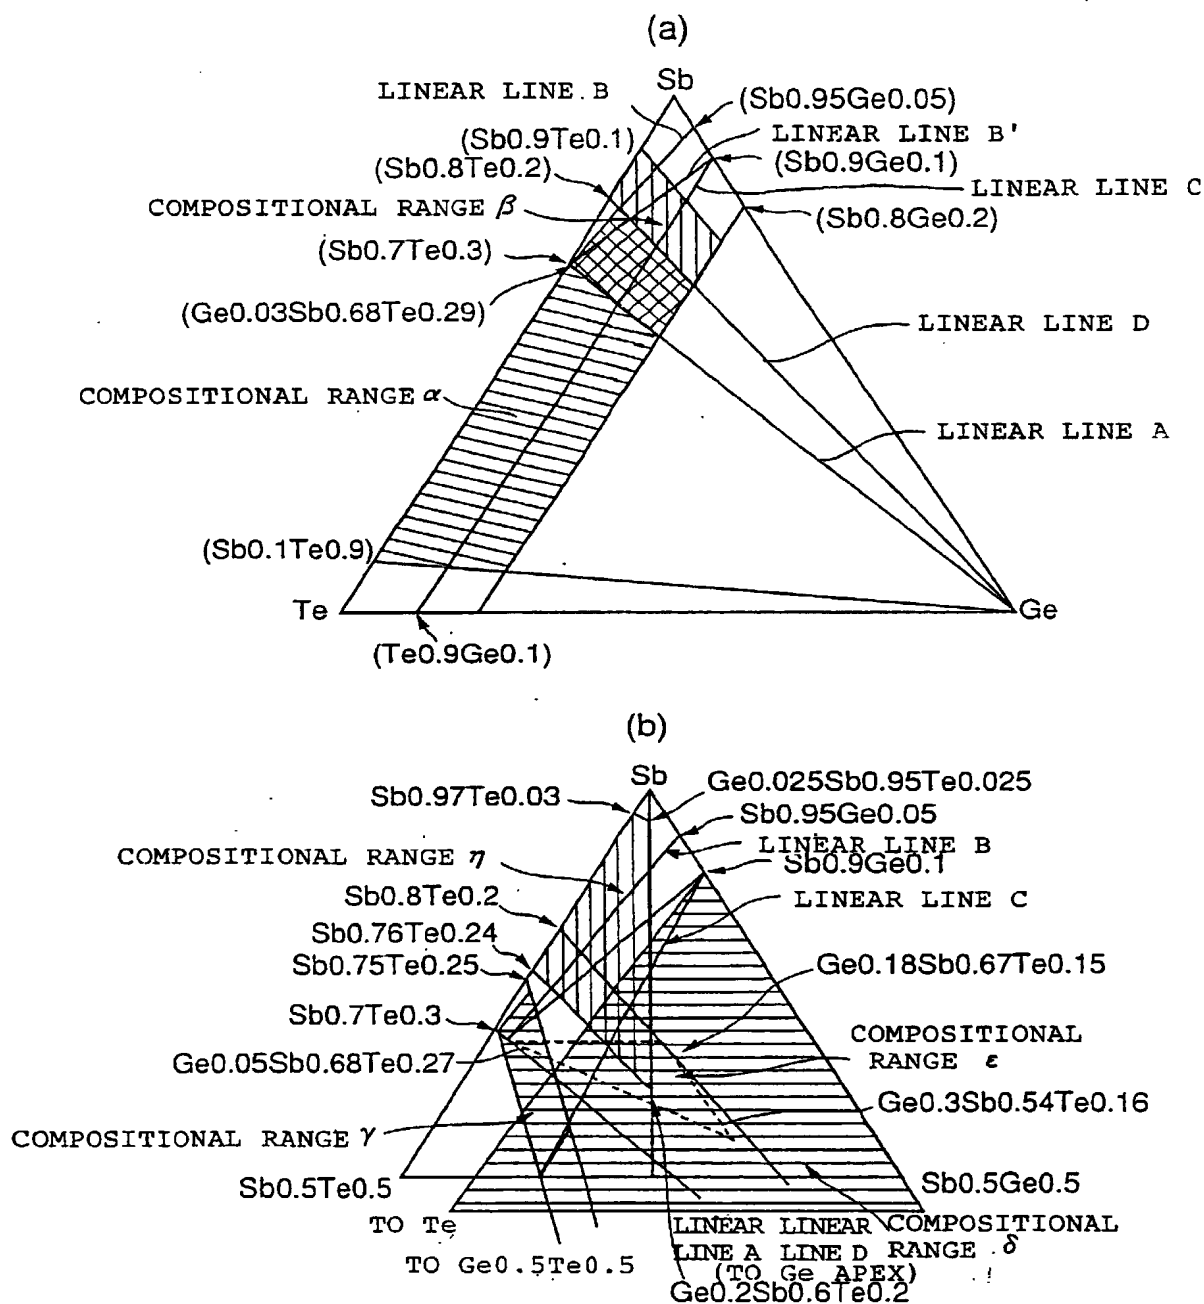 (a)
Sb
LINEAR LINE B
(Sb0.95Ge0.05)
(Sb0.9Te0.1)
LINEAR LINE B'
(Sb0.8Te0.2)
(Sb0.9Ge0.1)
LINEAR LINE C
COMPOSITIONAL RANGE β
(Sb0.8Ge0.2)
(Sb0.7Te0.3)
(Ge0.03Sb0.68Te0.29)
LINEAR LINE D
COMPOSITIONAL RANGE α
LINEAR LINE A
(Sb0.1Te0.9)
Te
Ge
(Te0.9Ge0.1)
(b)
Sb
Sb0.97Te0.03
Ge0.025Sb0.95Te0.025
Sb0.95Ge0.05
COMPOSITIONAL RANGE η
LINEAR LINE B
Sb0.9Ge0.1
Sb0.8Te0.2
LINEAR LINE C
Sb0.76Te0.24
Sb0.75Te0.25
Ge0.18Sb0.67Te0.15
Sb0.7Te0.3
COMPOSITIONAL
RANGE ε
Ge0.05Sb0.68Te0.27
Ge0.3Sb0.54Te0.16
COMPOSITIONAL RANGE γ
Sb0.5Te0.5
Sb0.5Ge0.5
TO Te
LINEAR LINEAR COMPOSITIONAL
LINE A LINE D RANGE δ
TO Ge0.5Te0.5
(TO Ge APEX)
Ge0.2Sb0.6Te0.2